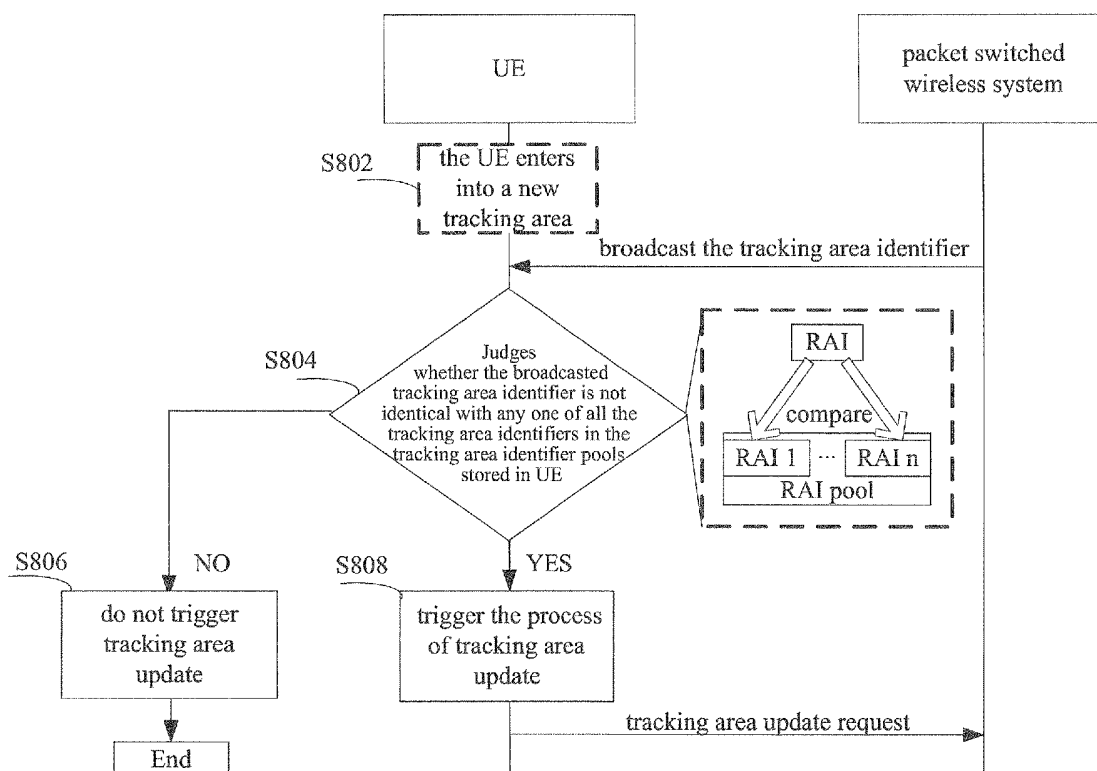 UE
packet switched
wireless system
S802
the UE enters
into a new
tracking area
broadcast the tracking area identifier
S804
Judges
whether the broadcasted
tracking area identifier is not
identical with any one of all the
tracking area identifiers in the
tracking area identifier pools
stored in UE
RAI
compare
RAI 1
...
RAI n
RAI pool
S806
NO
S808
YES
do not trigger
tracking area
update
trigger the process
of tracking area
update
tracking area update request
End